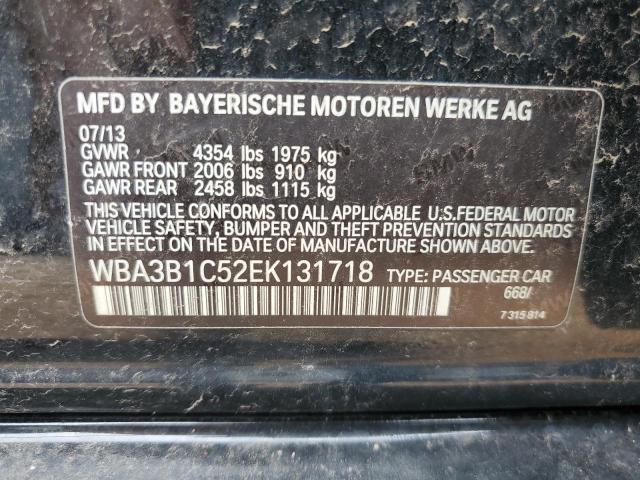 MFD BY BAYERISCHE MOTOREN WERKE AG
07/13
GVWR 4354 lbs 1975 kg
GAWR FRONT 2006 lbs 910 kg
GAWR REAR 2458 lbs 1115 kg
THIS VEHICLE CONFORMS TO ALL APPLICABLE U.S.FEDERAL MOTOR
VEHICLE SAFETY, BUMPER AND THEFT PREVENTION STANDARDS
IN EFFECT ON THE DATE OF MANUFACTURE SHOWN ABOVE.
WBA3B1C52EK131718 TYPE: PASSENGER CAR
668/
7 315 814